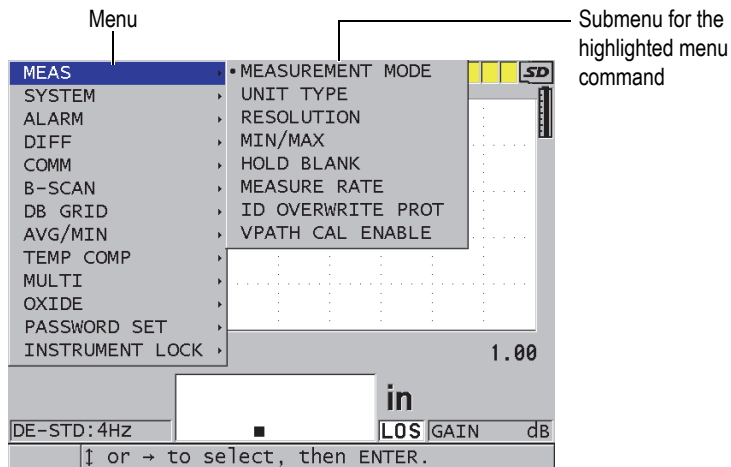 Menu
Submenu for the
highlighted menu
command
MEAS
SYSTEM
ALARM
DIFF
COMM
B-SCAN
DB GRID
AVG/MIN
TEMP COMP
MULTI
OXIDE
PASSWORD SET
INSTRUMENT LOCK
• MEASUREMENT MODE
UNIT TYPE
RESOLUTION
MIN/MAX
HOLD BLANK
MEASURE RATE
ID OVERWRITE PROT
VPATH CAL ENABLE
SD
1.00
in
DE-STD:4Hz
LOS GAIN dB
↕ or → to select, then ENTER.